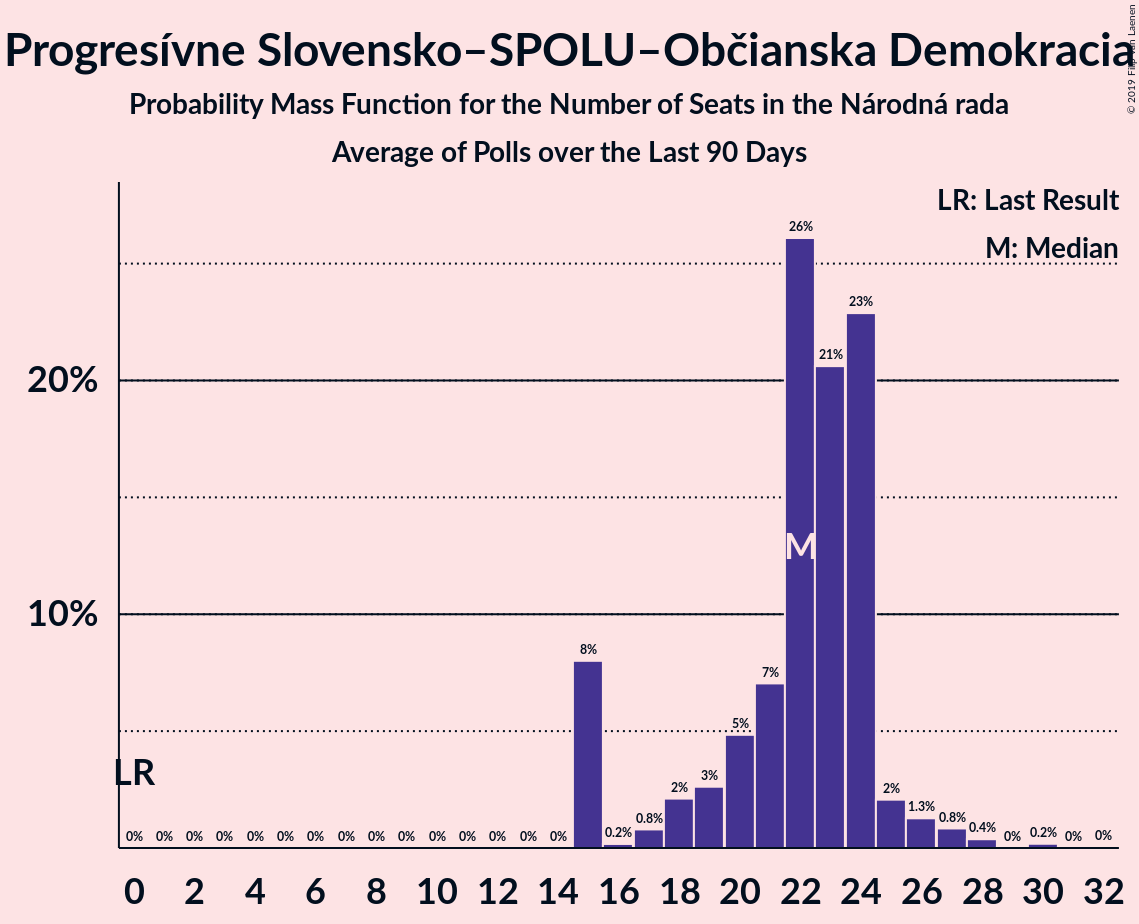 Progresívne Slovensko–SPOLU–Občianska Demokracia
Probability Mass Function for the Number of Seats in the Národná rada
Average of Polls over the Last 90 Days
© 2019 Filip van Laenen
LR: Last Result
M: Median
20%
10%
26%
23%
21%
M
8%
7%
5%
3%
2%
2%
1.3%
0.8%
0.8%
0.4%
0.2%
0.2%
LR
0% 0% 0% 0% 0% 0% 0% 0% 0% 0% 0% 0% 0% 0% 0% 0% 0% 0%
0 2 4 6 8 10 12 14 16 18 20 22 24 26 28 30 32